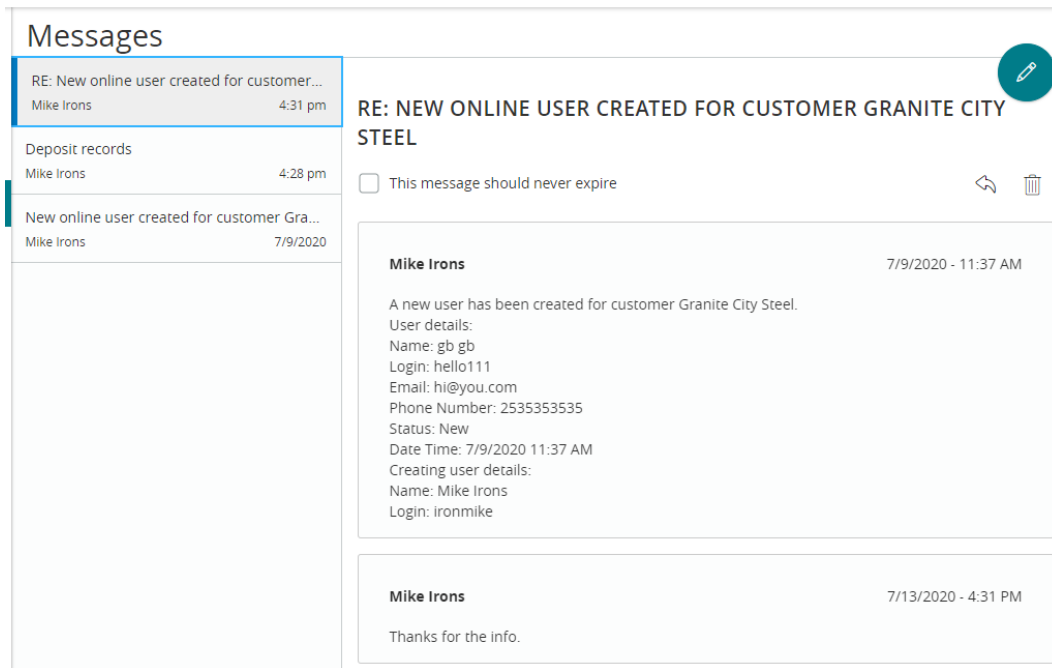 Messages
RE: New online user created for customer...
Mike Irons 4:31 pm
Deposit records
Mike Irons 4:28 pm
New online user created for customer Gra...
Mike Irons 7/9/2020
RE: NEW ONLINE USER CREATED FOR CUSTOMER GRANITE CITY
STEEL
This message should never expire
Mike Irons 7/9/2020 - 11:37 AM
A new user has been created for customer Granite City Steel.
User details:
Name: gb gb
Login: hello111
Email: hi@you.com
Phone Number: 2535353535
Status: New
Date Time: 7/9/2020 11:37 AM
Creating user details:
Name: Mike Irons
Login: ironmike
Mike Irons 7/13/2020 - 4:31 PM
Thanks for the info.